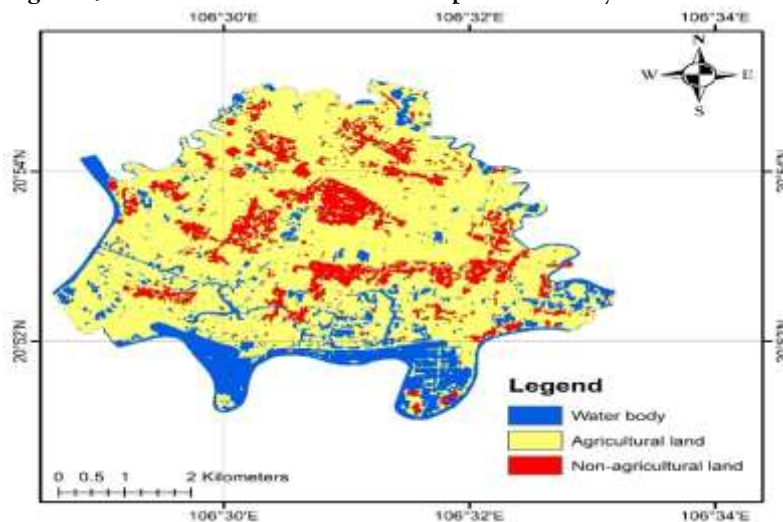 106°30'E 106°32'E 106°34'E
N
W E
S
20°54'N
20°52'N
Legend
Water body
Agricultural land
Non-agricultural land
0 0.5 1 2 Kilometers
106°30'E 106°32'E 106°34'E